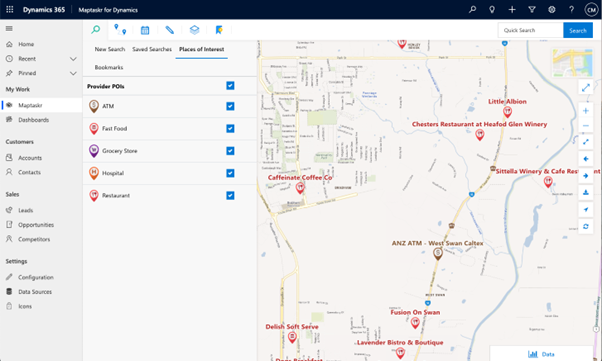 Dynamics 365
Maptaskr for Dynamics
CM
Quick Search
Search
Home
Recent
Pinned
My Work
Maptaskr
Dashboards
Customers
Accounts
Contacts
Sales
Leads
Opportunities
Competitors
Settings
Configuration
Data Sources
Icons
New Search
Saved Searches
Places of Interest
Bookmarks
Provider POIs
ATM
Fast Food
Grocery Store
Hospital
Restaurant
Little Albion
Chesters Restaurant at Heafod Glen Winery
Sittella Winery & Cafe Rest
Caffeinate Coffee Co
ANZ ATM - West Swan Caltex
WEST SWAN
Fusion On Swan
Delish Soft Serve
Lavender Bistro & Boutique
Data